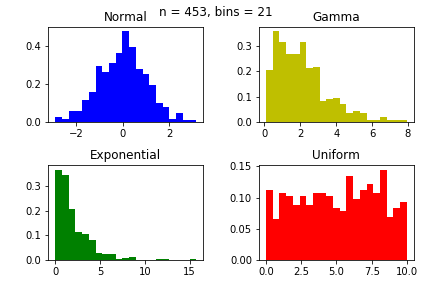 n = 453, bins = 21
Normal
Gamma
0.4
0.2
0.0
−2 0 2
0.3
0.2
0.1
0.0
0 2 4 6 8
Exponential
Uniform
0.3
0.2
0.1
0.0
0 5 10 15
0.15
0.10
0.05
0.00
0.0 2.5 5.0 7.5 10.0